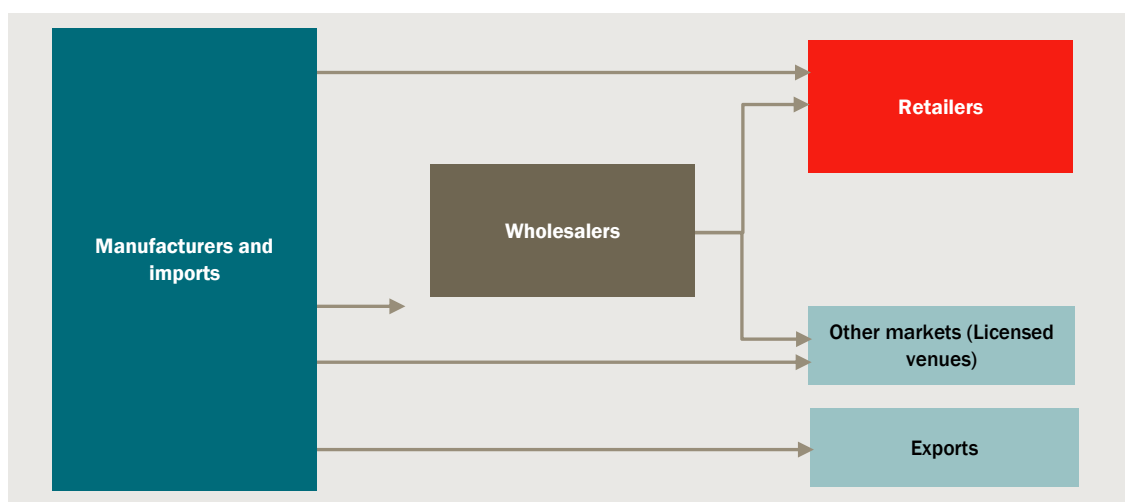 Retailers
Wholesalers
Manufacturers and
imports
Other markets (Licensed
venues)
Exports